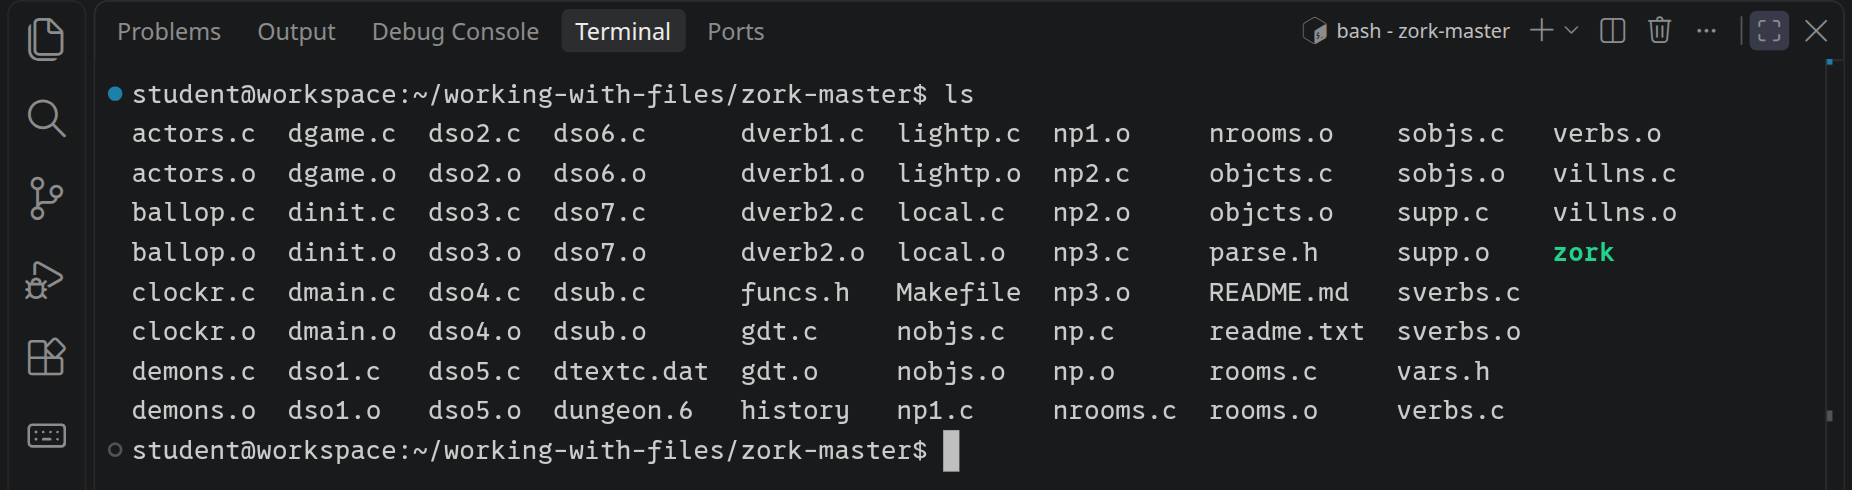 Problems Output Debug Console Terminal Ports bash - zork-master
student@workspace:~/working-with-files/zork-master$ ls
actors.c dgame.c dso2.c dso6.c dverb1.c lightp.c np1.o nrooms.o sobjs.c verbs.o
actors.o dgame.o dso2.o dso6.o dverb1.o lightp.o np2.c objcts.c sobjs.o villns.c
ballop.c dinit.c dso3.c dso7.c dverb2.c local.c np2.o objcts.o supp.c villns.o
ballop.o dinit.o dso3.o dso7.o dverb2.o local.o np3.c parse.h supp.o zork
clockr.c dmain.c dso4.c dsub.c funcs.h Makefile np3.o README.md sverbs.c
clockr.o dmain.o dso4.o dsub.o gdt.c nobjs.c np.c readme.txt sverbs.o
demons.c dso1.c dso5.c dtextc.dat gdt.o nobjs.o np.o rooms.c vars.h
demons.o dso1.o dso5.o dungeon.6 history np1.c nrooms.c rooms.o verbs.c
student@workspace:~/working-with-files/zork-master$